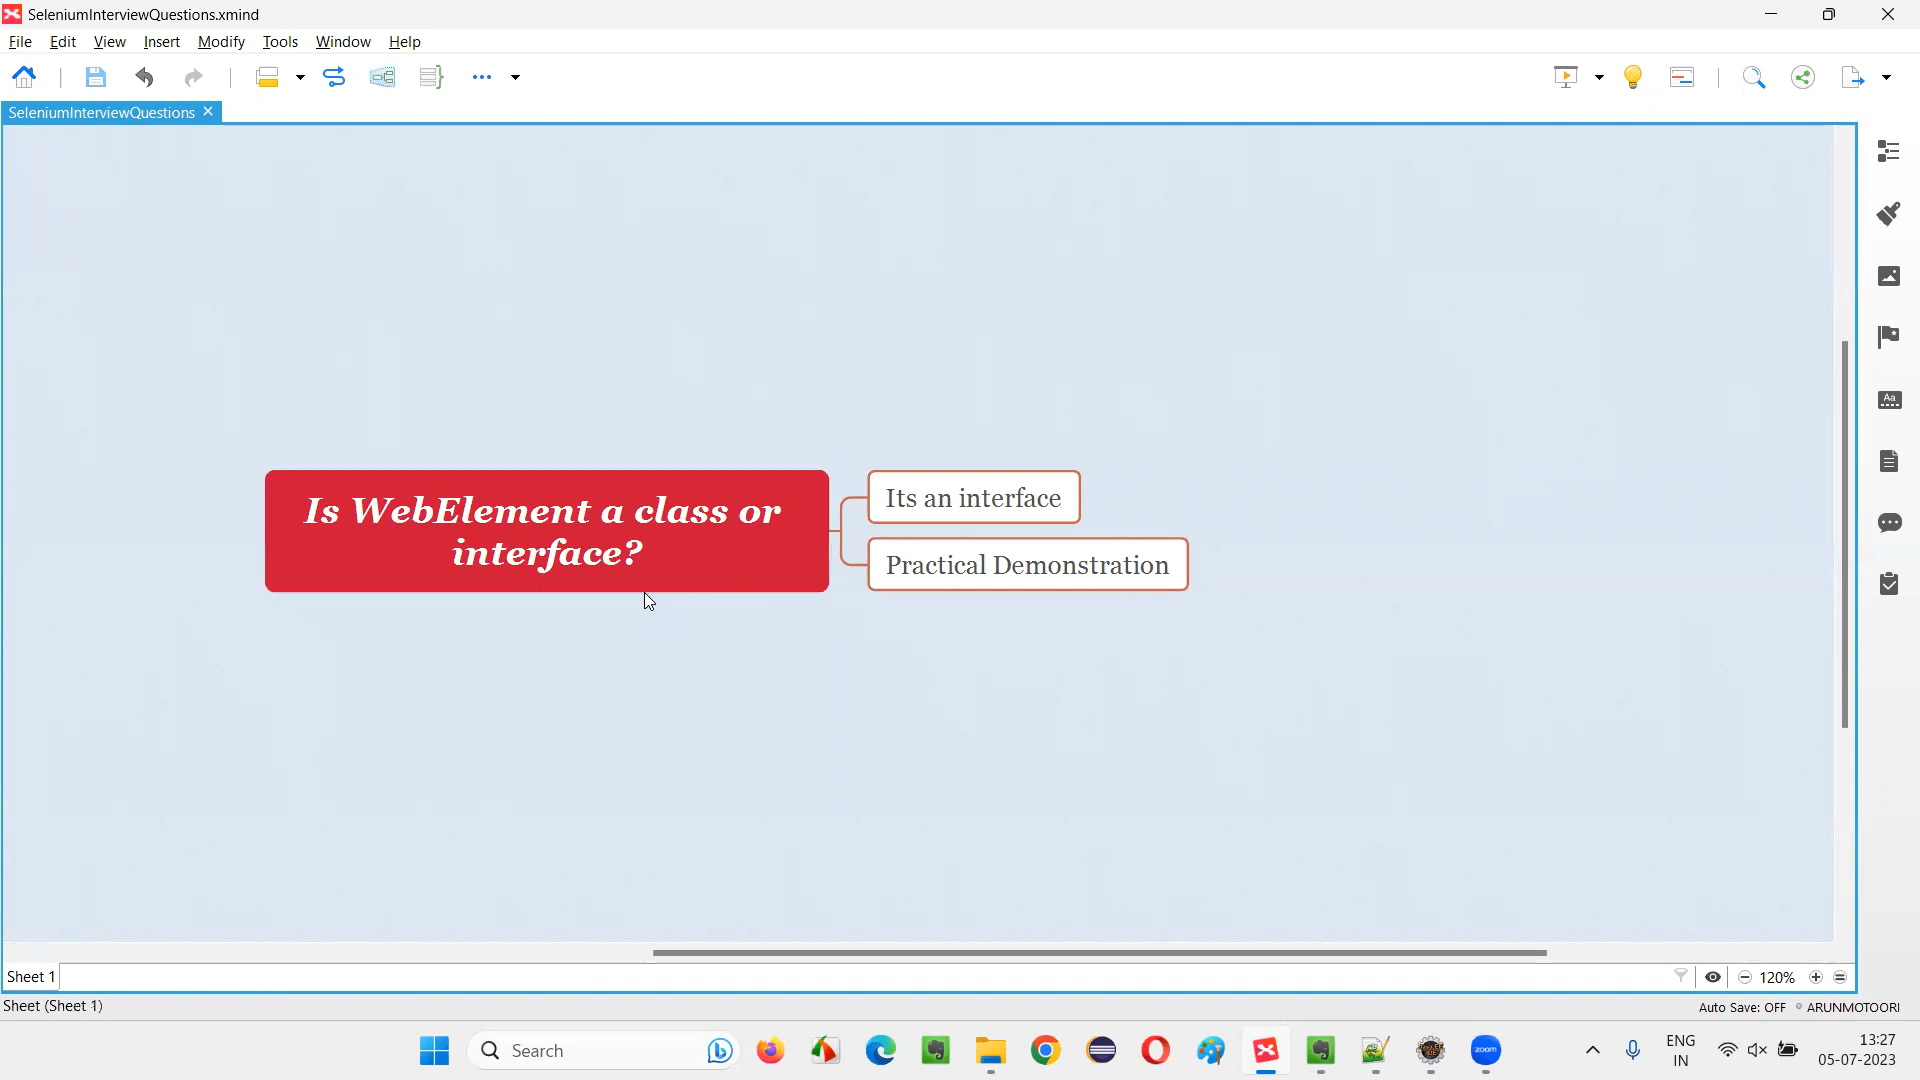 SeleniumInterviewQuestions.xmind
File Edit View Insert Modify Tools Window Help
SeleniumInterviewQuestions
Is WebElement a class or
interface?
Its an interface
Practical Demonstration
Aa
Sheet 1
120%
Sheet (Sheet 1)
Auto Save: OFF
ARUNMOTOORI
Search
zoom
ENG
IN
13:27
05-07-2023